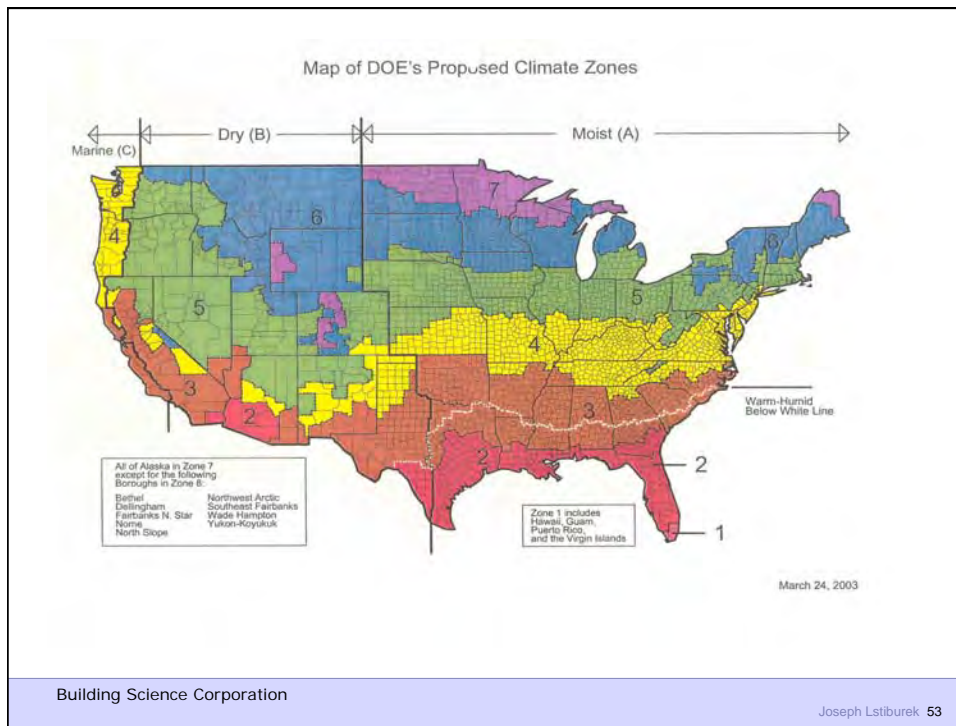 Map of DOE's Proposed Climate Zones
Marine (C)
Dry (B)
Moist (A)
7
6
6
4
5
5
4
3
3
2
2
Warm-Humid
Below White Line
2
1
All of Alaska in Zone 7
except for the following
Boroughs in Zone 8:
Bethel
Dellingham
Fairbanks N. Star
Nome
North Slope
Northwest Arctic
Southeast Fairbanks
Wade Hampton
Yukon-Koyukuk
Zone 1 includes
Hawaii, Guam,
Puerto Rico,
and the Virgin Islands
March 24, 2003
Building Science Corporation
Joseph Lstiburek 53